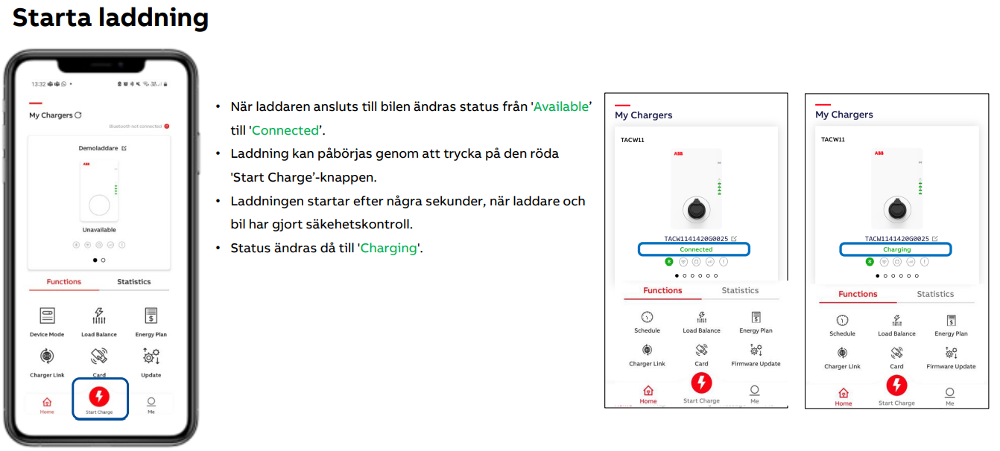 Starta laddning
13:32
My Chargers
Bluetooth not connected
Demoladdare
ABB
Unavailable
Functions Statistics
Device Mode Load Balance Energy Plan
Charger Link Card Update
Home Start Charge Me
• När laddaren ansluts till bilen ändras status från 'Available’
till 'Connected’.
• Laddning kan påbörjas genom att trycka på den röda
'Start Charge’-knappen.
• Laddningen startar efter några sekunder, när laddare och
bil har gjort säkehetskontroll.
• Status ändras då till 'Charging'.
My Chargers
TACW11
ABB
TACW1141420G0025
Connected
Functions Statistics
Schedule Load Balance Energy Plan
Charger Link Card Firmware Update
Home Start Charge Me
My Chargers
TACW11
ABB
TACW1141420G0025
Charging
Functions Statistics
Schedule Load Balance Energy Plan
Charger Link Card Firmware Update
Home Start Charge Me